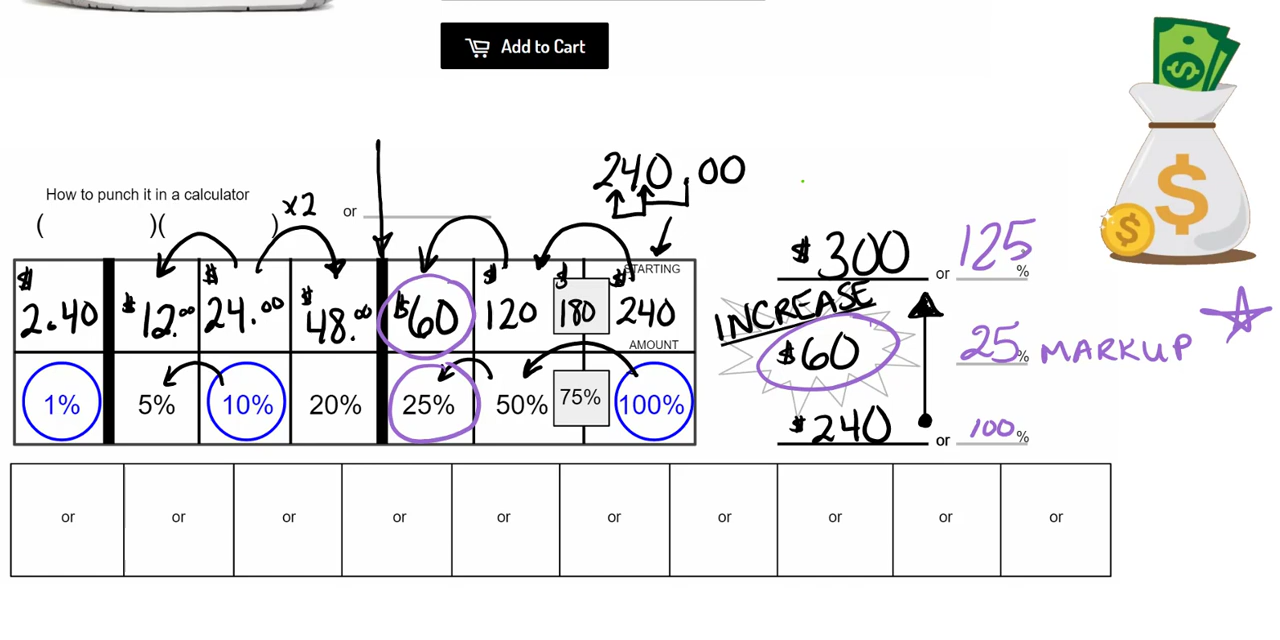 Add to Cart
240.00
How to punch it in a calculator
( )( ) x2 or
$ 2.40 $12.00 $24.00 $48.00 $60 $120 $180 $240 STARTING AMOUNT
1% 5% 10% 20% 25% 50% 75% 100%
$300 or 125 %
INCREASE
$60 25% MARKUP
$240 or 100 %
or or or or or or or or or or
$
$
$